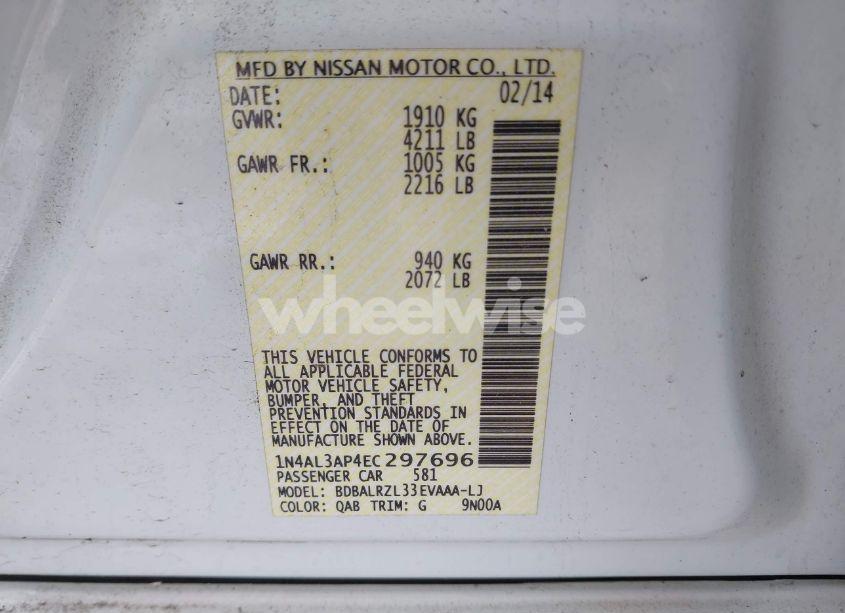 MFD BY NISSAN MOTOR CO., LTD.
DATE: 02/14
GVWR: 1910 KG
4211 LB
GAWR FR.: 1005 KG
2216 LB
GAWR RR.: 940 KG
2072 LB
wheelwise
THIS VEHICLE CONFORMS TO
ALL APPLICABLE FEDERAL
MOTOR VEHICLE SAFETY,
BUMPER, AND THEFT
PREVENTION STANDARDS IN
EFFECT ON THE DATE OF
MANUFACTURE SHOWN ABOVE.
1N4AL3AP4EC297696
PASSENGER CAR 581
MODEL: BDBALRZL33EVAAA-LJ
COLOR: QAB TRIM: G 9N00A